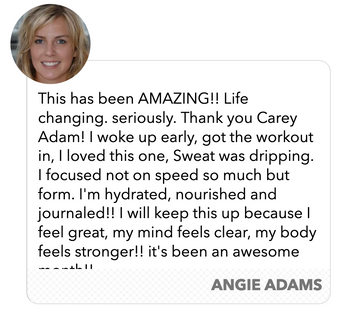 This has been AMAZING!! Life
changing. seriously. Thank you Carey
Adam! I woke up early, got the workout
in, I loved this one, Sweat was dripping.
I focused not on speed so much but
form. I'm hydrated, nourished and
journaled!! I will keep this up because I
feel great, my mind feels clear, my body
feels stronger!! it's been an awesome
month!!
ANGIE ADAMS